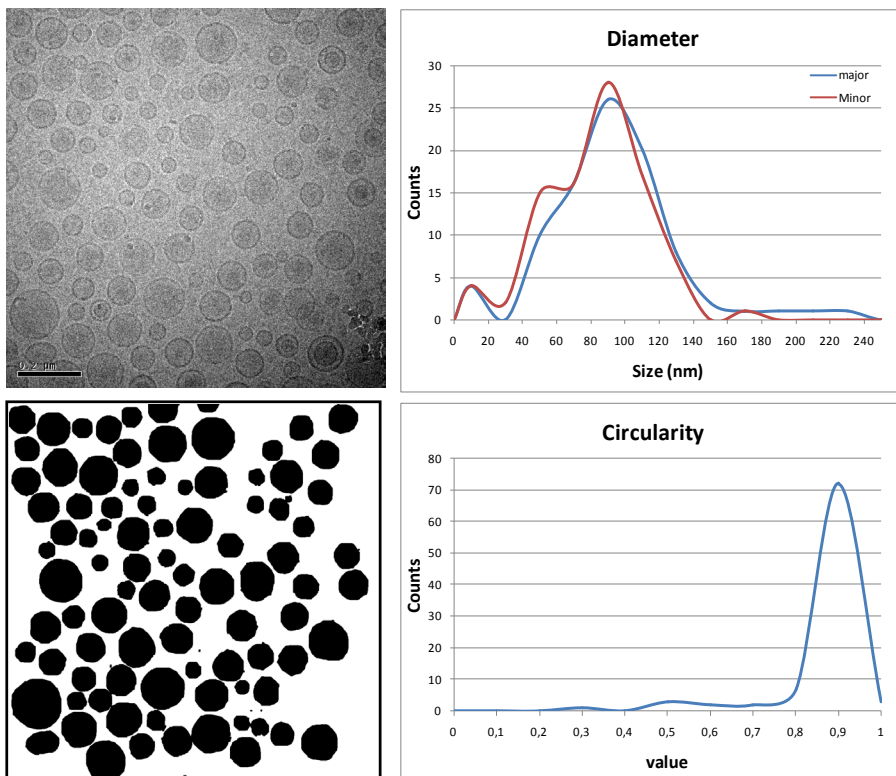 0.2 µm
Diameter
major
Minor
Counts
30
25
20
15
10
5
0
0 20 40 60 80 100 120 140 160 180 200 220 240
Size (nm)
Circularity
Counts
80
70
60
50
40
30
20
10
0
0 0,1 0,2 0,3 0,4 0,5 0,6 0,7 0,8 0,9 1
value